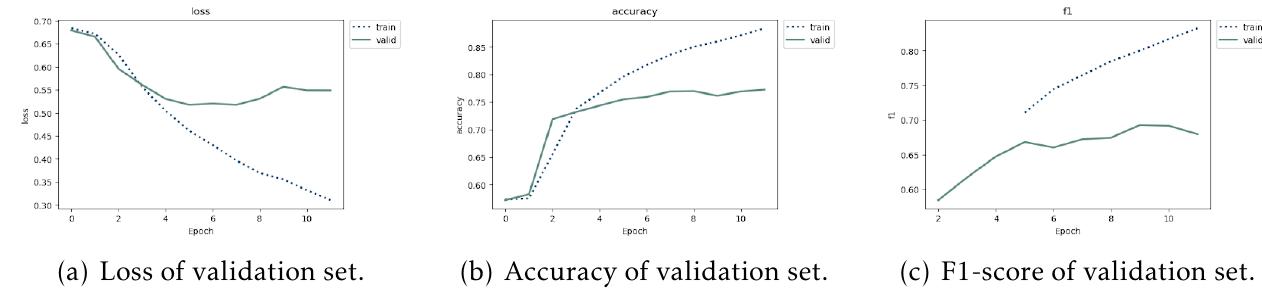 loss
0.70
0.65
0.60
0.55
0.50
0.45
0.40
0.35
0.30
loss
0 2 4 6 8 10
Epoch
train
valid
(a) Loss of validation set.
accuracy
0.85
0.80
0.75
0.70
0.65
0.60
accuracy
0 2 4 6 8 10
Epoch
train
valid
(b) Accuracy of validation set.
f1
0.80
0.70
0.65
0.60
f1
2 4 6 8 10
Epoch
train
valid
(c) F1-score of validation set.